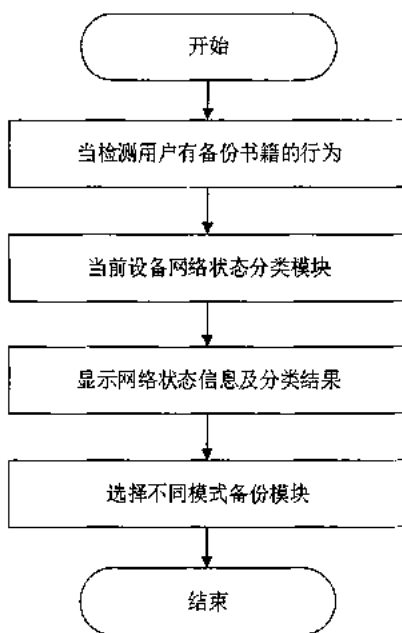 开始
当检测用户有备份书籍的行为
当前设备网络状态分类模块
显示网络状态信息及分类结果
选择不同模式备份模块
结束